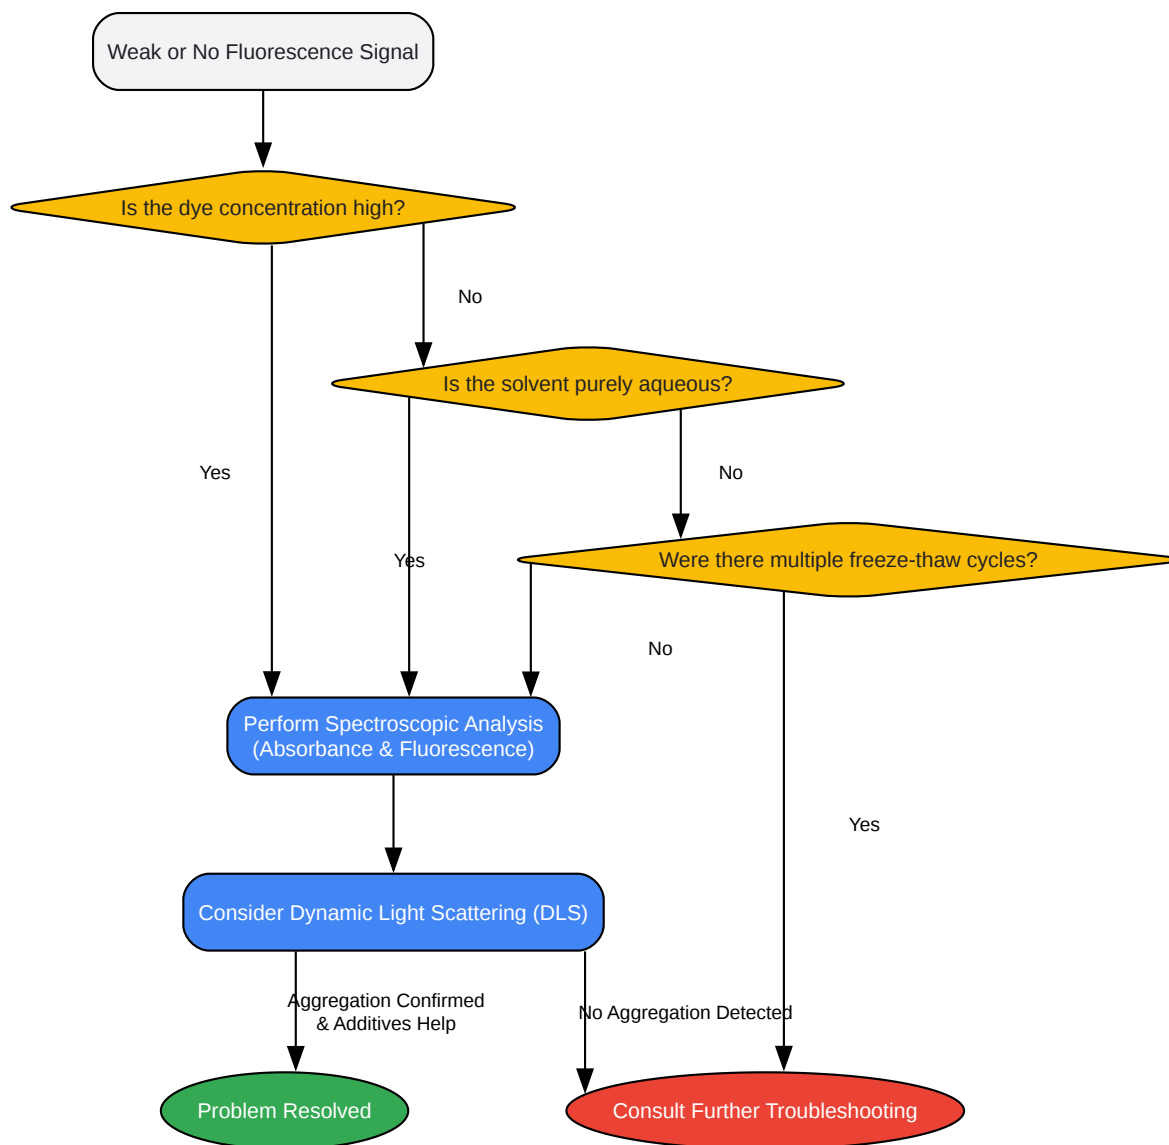 Weak or No Fluorescence Signal
Is the dye concentration high?
No
Is the solvent purely aqueous?
Yes
No
Yes
Were there multiple freeze-thaw cycles?
No
Perform Spectroscopic Analysis
(Absorbance & Fluorescence)
Yes
Consider Dynamic Light Scattering (DLS)
Aggregation Confirmed
& Additives Help
No Aggregation Detected
Problem Resolved
Consult Further Troubleshooting